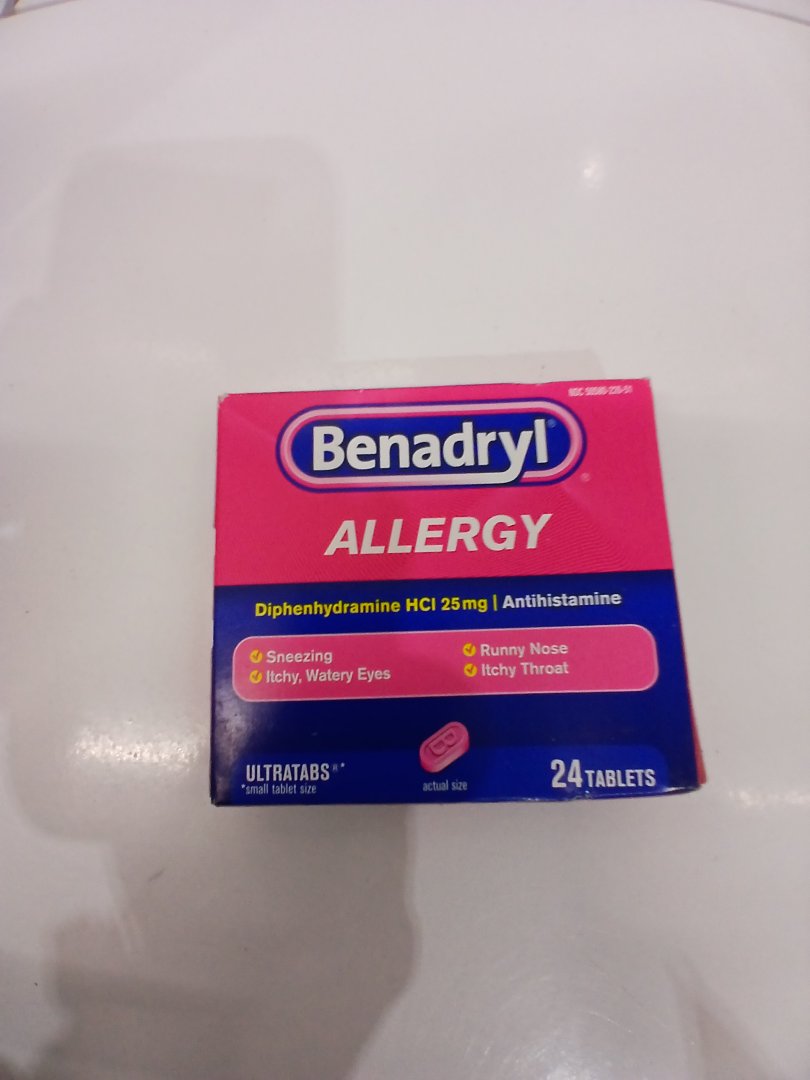 Benadryl®
®
ALLERGY
Diphenhydramine HCl 25mg | Antihistamine
Sneezing
Itchy, Watery Eyes
Runny Nose
Itchy Throat
ULTRATABS®*
*small tablet size
B
actual size
24 TABLETS